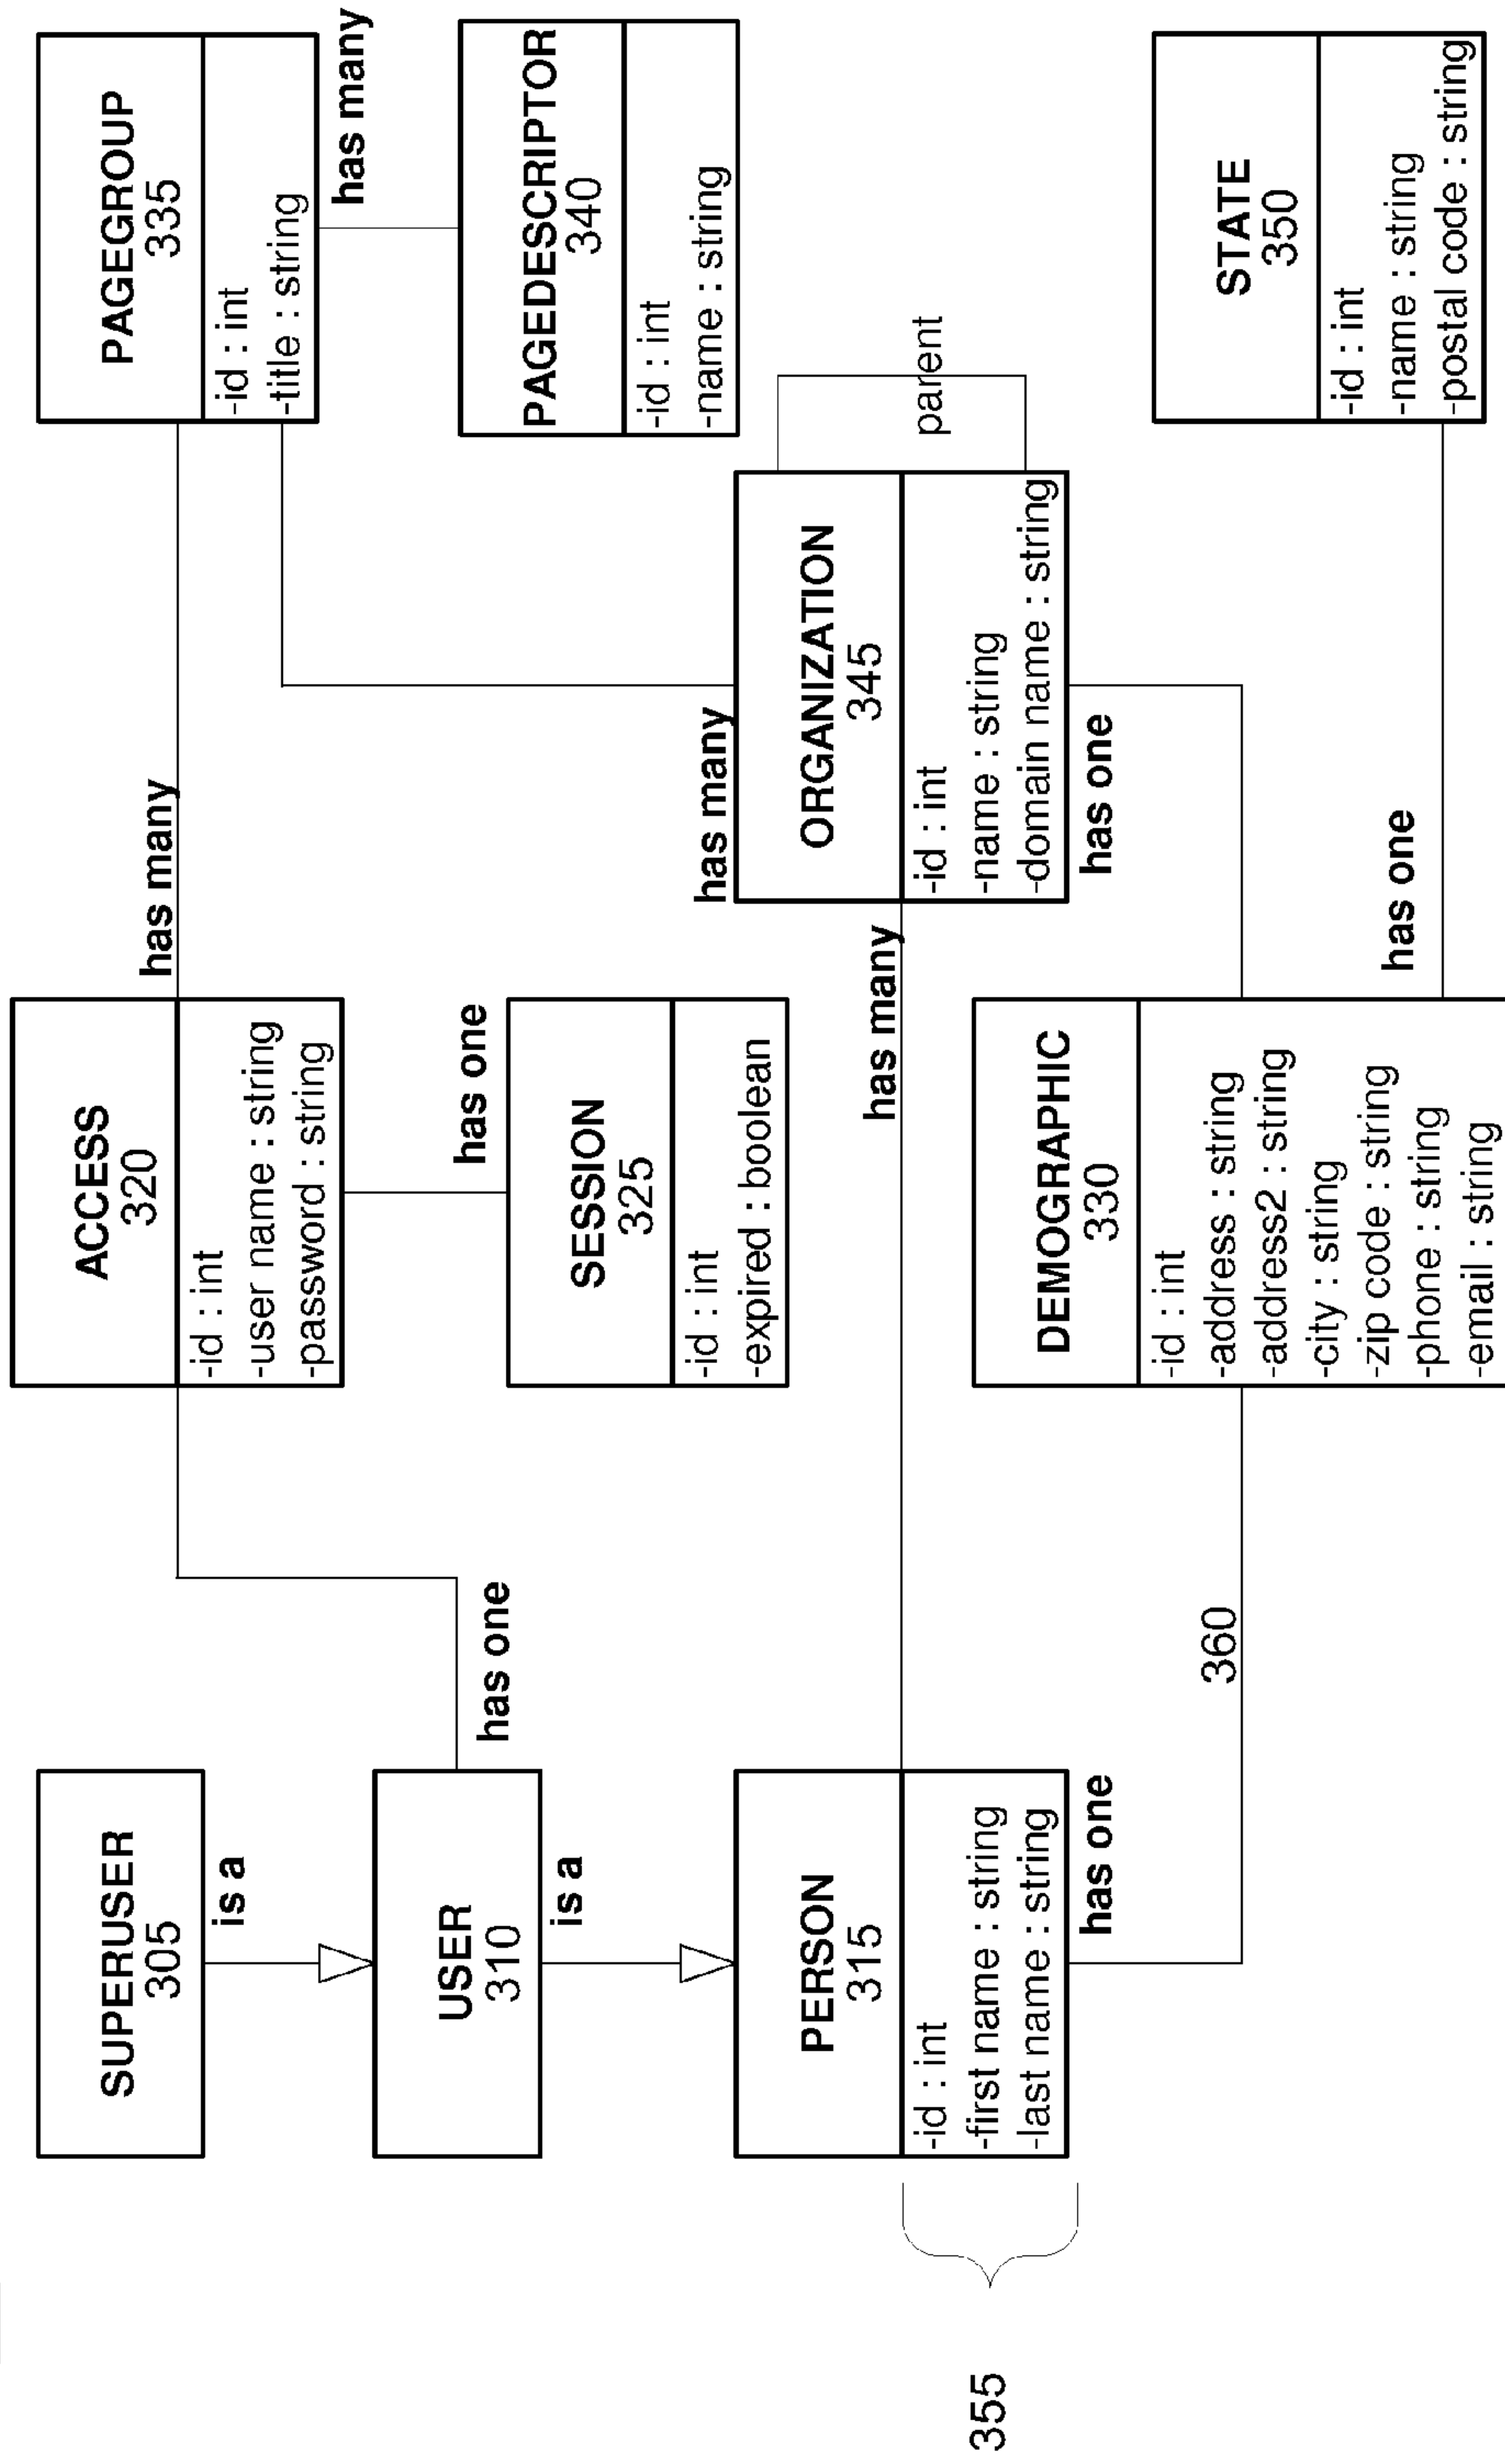 SUPERUSER
305
is a
USER
310
has one
is a
PERSON
315
-id : int
-first name : string
-last name : string
has one
355
360
ACCESS
320
-id : int
-user name : string
-password : string
has many
has one
SESSION
325
-id : int
-expired : boolean
has many
DEMOGRAPHIC
330
-id : int
-address : string
-address2 : string
-city : string
-zip code : string
-phone : string
-email : string
has one
PAGEGROUP
335
-id : int
-title : string
has many
PAGEDESCRIPTOR
340
-id : int
-name : string
has many
ORGANIZATION
345
-id : int
-name : string
-domain name : string
has one
parent
STATE
350
-id : int
-name : string
-postal code : string